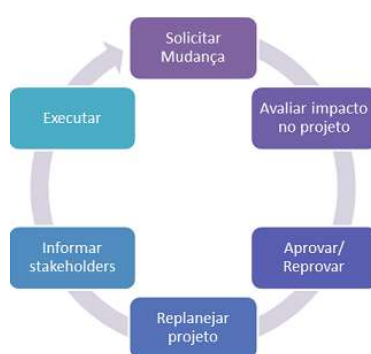 Solicitar
Mudança
Avaliar impacto
no projeto
Aprovar/
Reprovar
Replanejar
projeto
Informar
stakeholders
Executar